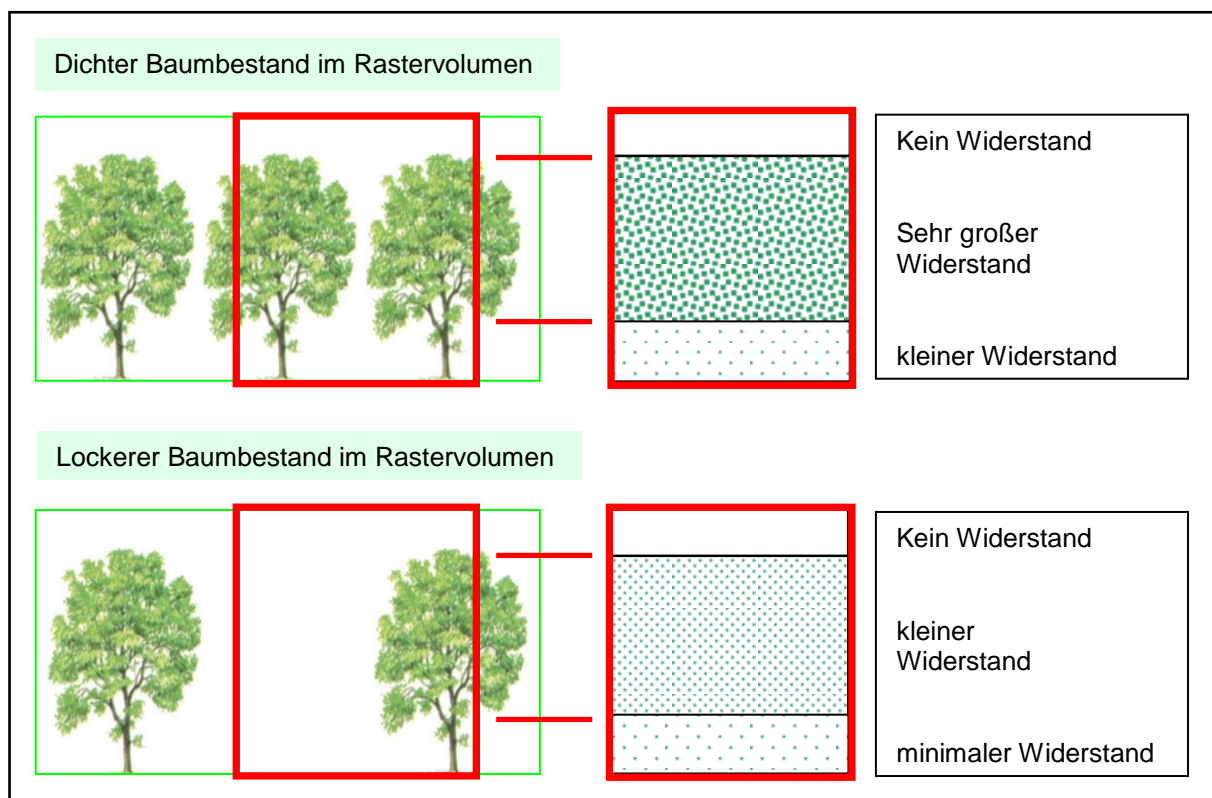 Dichter Baumbestand im Rastervolumen
Kein Widerstand
Sehr großer
Widerstand
kleiner Widerstand
Lockerer Baumbestand im Rastervolumen
Kein Widerstand
kleiner
Widerstand
minimaler Widerstand